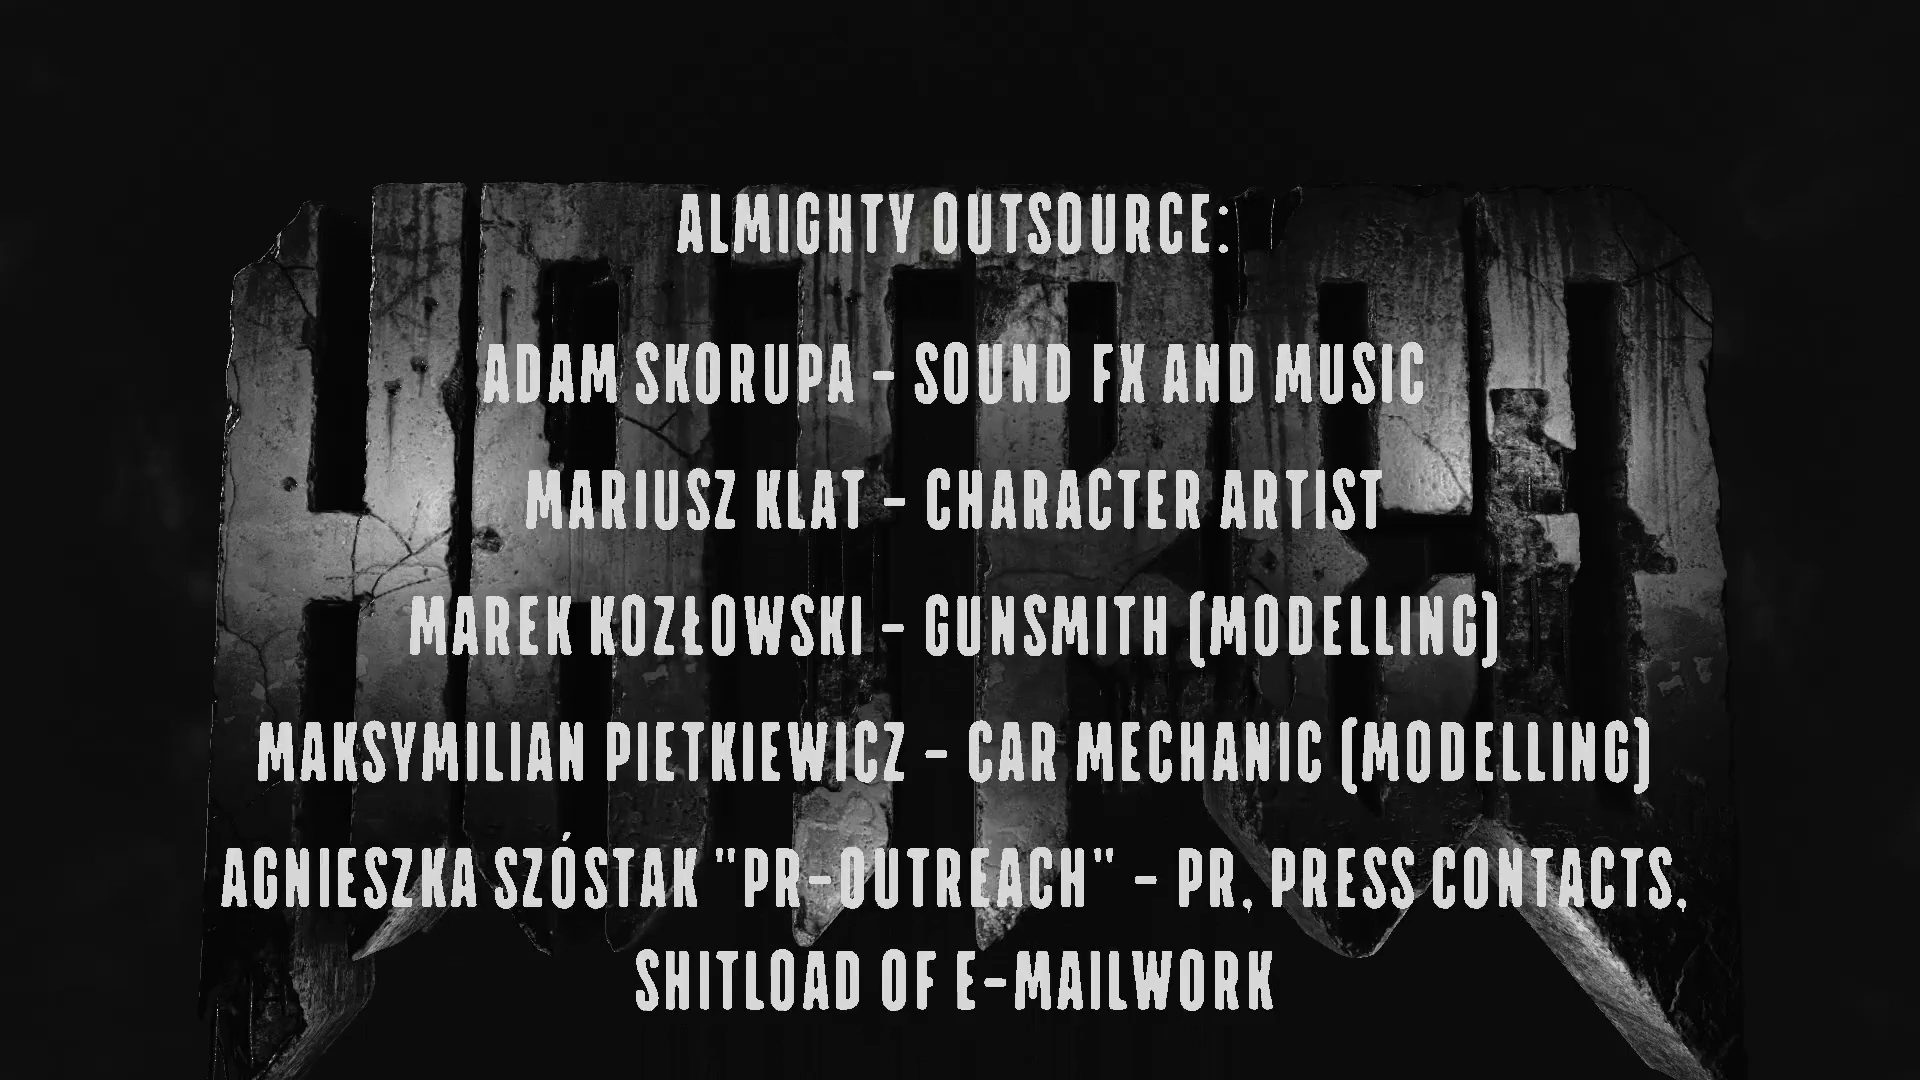 ALMIGHTY OUTSOURCE:
ADAM SKORUPA - SOUND FX AND MUSIC
MARIUSZ KLAT - CHARACTER ARTIST
MAREK KOZŁOWSKI - GUNSMITH (MODELLING)
MAKSYMILIAN PIETKIEWICZ - CAR MECHANIC (MODELLING)
AGNIESZKA SZÓSTAK "PR-OUTREACH" - PR, PRESS CONTACTS,
SHITLOAD OF E-MAILWORK
HATRED